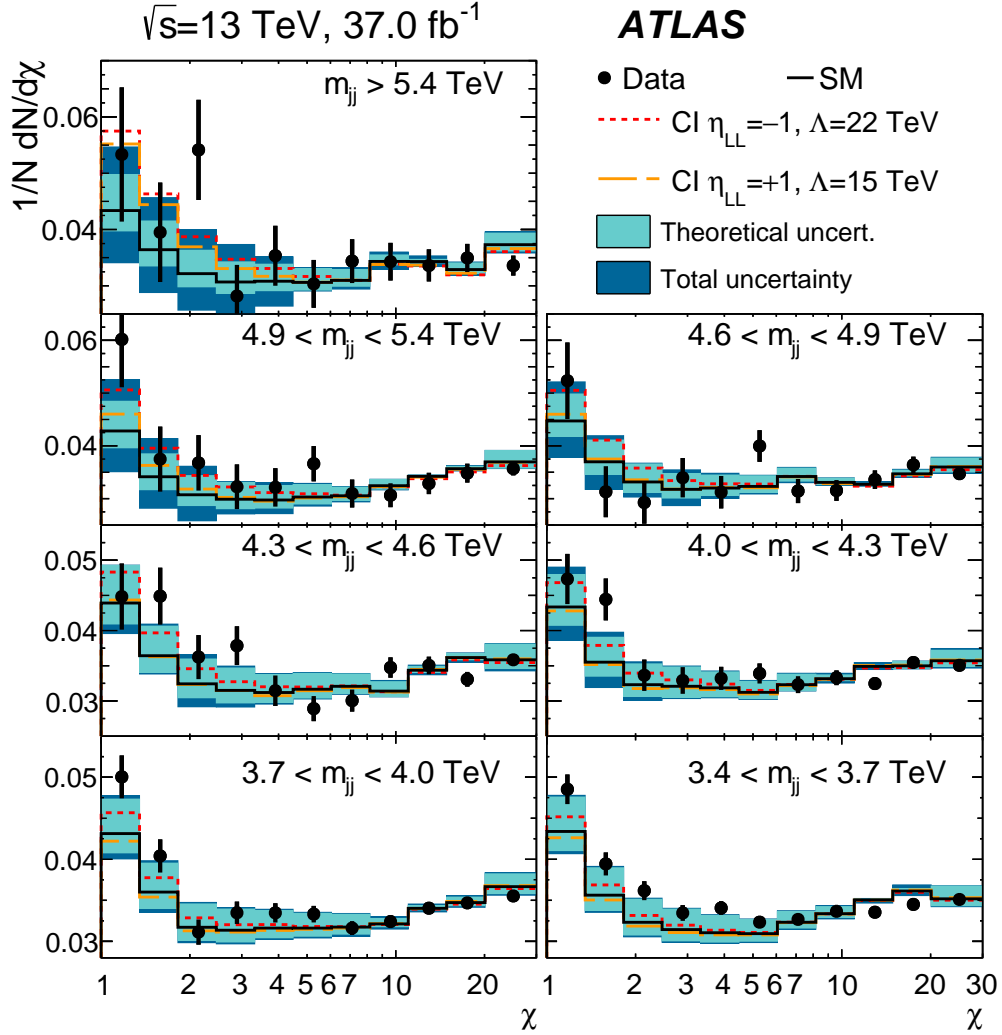 √s=13 TeV, 37.0 fb⁻¹
ATLAS
1/N dN/dχ
m_jj > 5.4 TeV
0.06
0.04
Data
SM
CI η_LL=−1, Λ=22 TeV
CI η_LL=+1, Λ=15 TeV
Theoretical uncert.
Total uncertainty
4.9 < m_jj < 5.4 TeV
0.06
0.04
4.6 < m_jj < 4.9 TeV
4.3 < m_jj < 4.6 TeV
0.05
0.04
0.03
4.0 < m_jj < 4.3 TeV
3.7 < m_jj < 4.0 TeV
0.05
0.04
0.03
3.4 < m_jj < 3.7 TeV
1 2 3 4 5 6 7 10 20
1 2 3 4 5 6 7 10 20 30
χ
χ